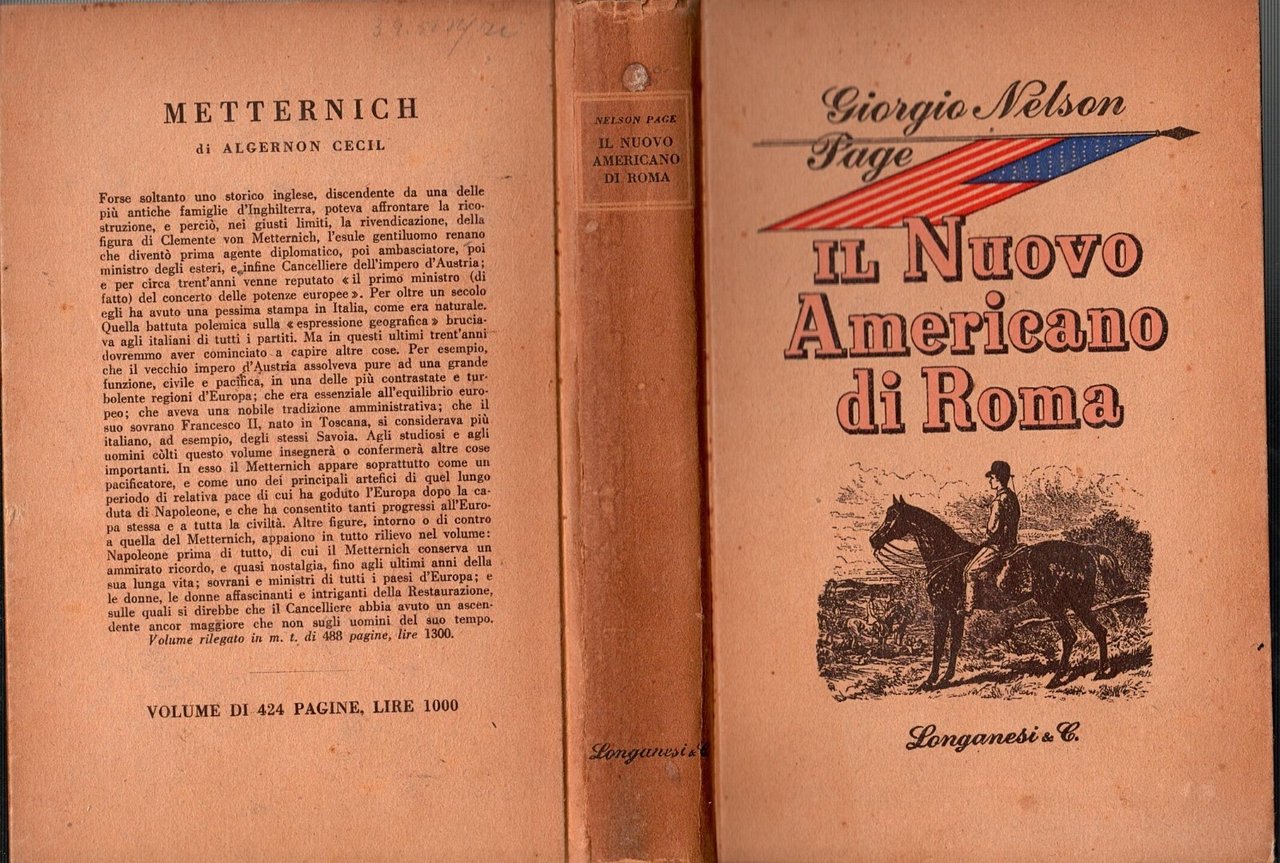 METTERNICH
di ALGERNON CECIL
Forse soltanto uno storico inglese, discendente da una delle
più antiche famiglie d'Inghilterra, poteva affrontare la rico-
struzione, e perciò, nei giusti limiti, la rivendicazione, della
figura di Clemente von Metternich, l'esule gentiluomo renano
che diventò prima agente diplomatico, poi ambasciatore, poi
ministro degli esteri, e infine Cancelliere dell'impero d'Austria;
e per circa trent'anni venne reputato « il primo ministro (di
fatto) del concerto delle potenze europee ». Per oltre un secolo
egli ha avuto una pessima stampa in Italia, come era naturale.
Quella battuta polemica sulla « espressione geografica » brucia-
va agli italiani di tutti i partiti. Ma in questi ultimi trent'anni
dovremmo aver cominciato a capire altre cose. Per esempio,
che il vecchio impero d'Austria assolveva pure ad una grande
funzione, civile e pacifica, in una delle più contrastate e tur-
bolente regioni d'Europa; che era essenziale all'equilibrio euro-
peo; che aveva una nobile tradizione amministrativa; che il
suo sovrano Francesco II, nato in Toscana, si considerava più
italiano, ad esempio, degli stessi Savoia. Agli studiosi e agli
uomini còlti questo volume insegnerà o confermerà altre cose
importanti. In esso il Metternich appare soprattutto come un
pacificatore, e come uno dei principali artefici di quel lungo
periodo di relativa pace di cui ha goduto l'Europa dopo la ca-
duta di Napoleone, e che ha consentito tanti progressi all'Euro-
pa stessa e a tutta la civiltà. Altre figure, intorno o di contro
a quella del Metternich, appaiono in tutto rilievo nel volume:
Napoleone prima di tutto, di cui il Metternich conserva un
ammirato ricordo, e quasi nostalgia, fino agli ultimi anni della
sua lunga vita; sovrani e ministri di tutti i paesi d'Europa; e
le donne, le donne affascinanti e intriganti della Restaurazione,
sulle quali si direbbe che il Cancelliere abbia avuto un ascen-
dente ancor maggiore che non sugli uomini del suo tempo.
Volume rilegato in m. t. di 488 pagine, lire 1300.
VOLUME DI 424 PAGINE, LIRE 1000
NELSON PAGE
IL NUOVO
AMERICANO
DI ROMA
Longanesi & C
Giorgio Nelson
Page
IL Nuovo
Americano
di Roma
Longanesi & C.